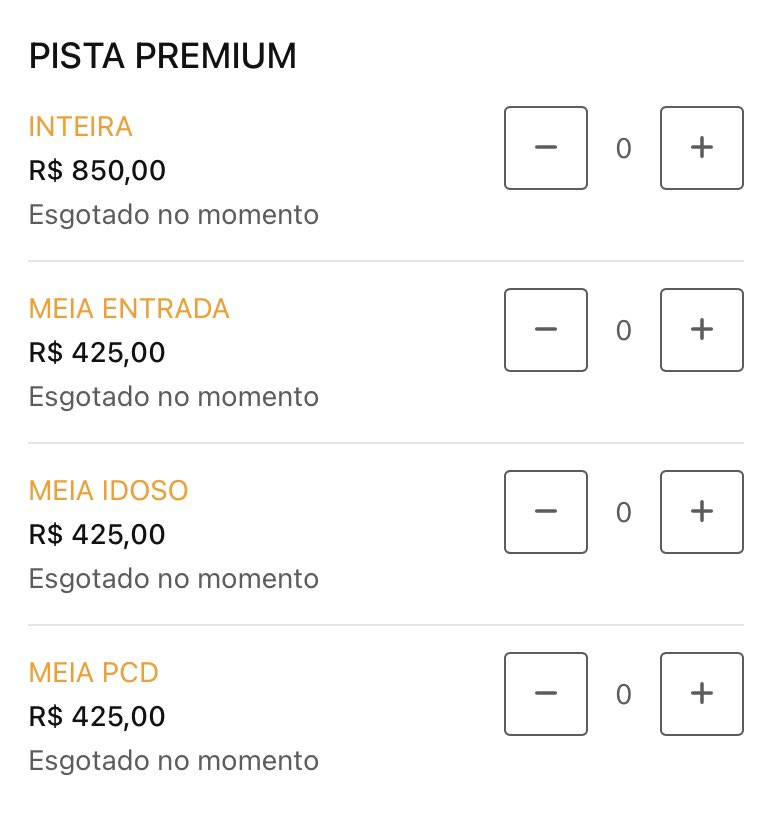 PISTA PREMIUM
INTEIRA
R$ 850,00
Esgotado no momento
− 0 +
MEIA ENTRADA
R$ 425,00
Esgotado no momento
− 0 +
MEIA IDOSO
R$ 425,00
Esgotado no momento
− 0 +
MEIA PCD
R$ 425,00
Esgotado no momento
− 0 +